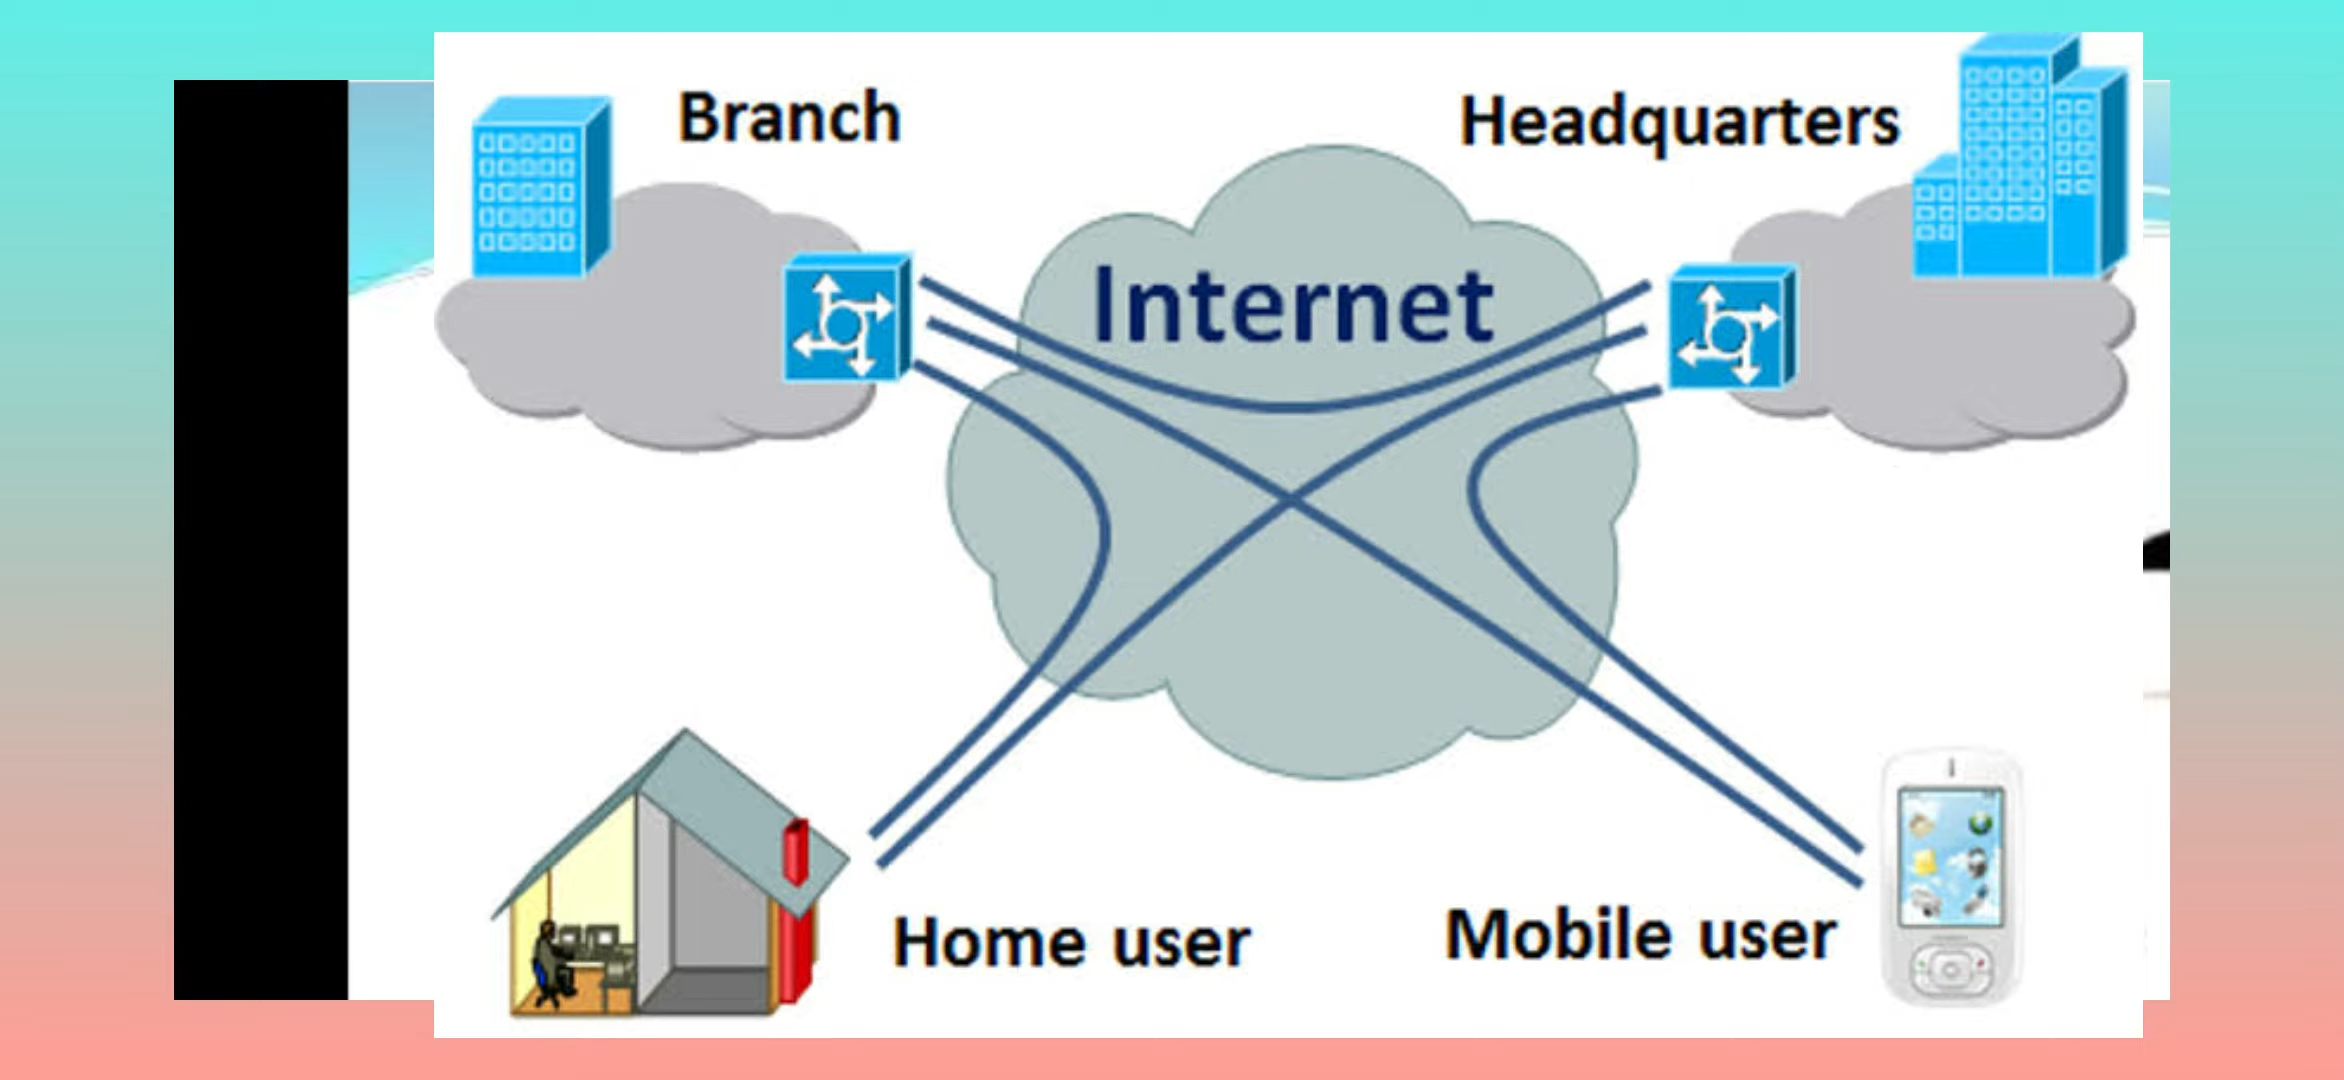 Branch
Headquarters
Internet
Home user
Mobile user